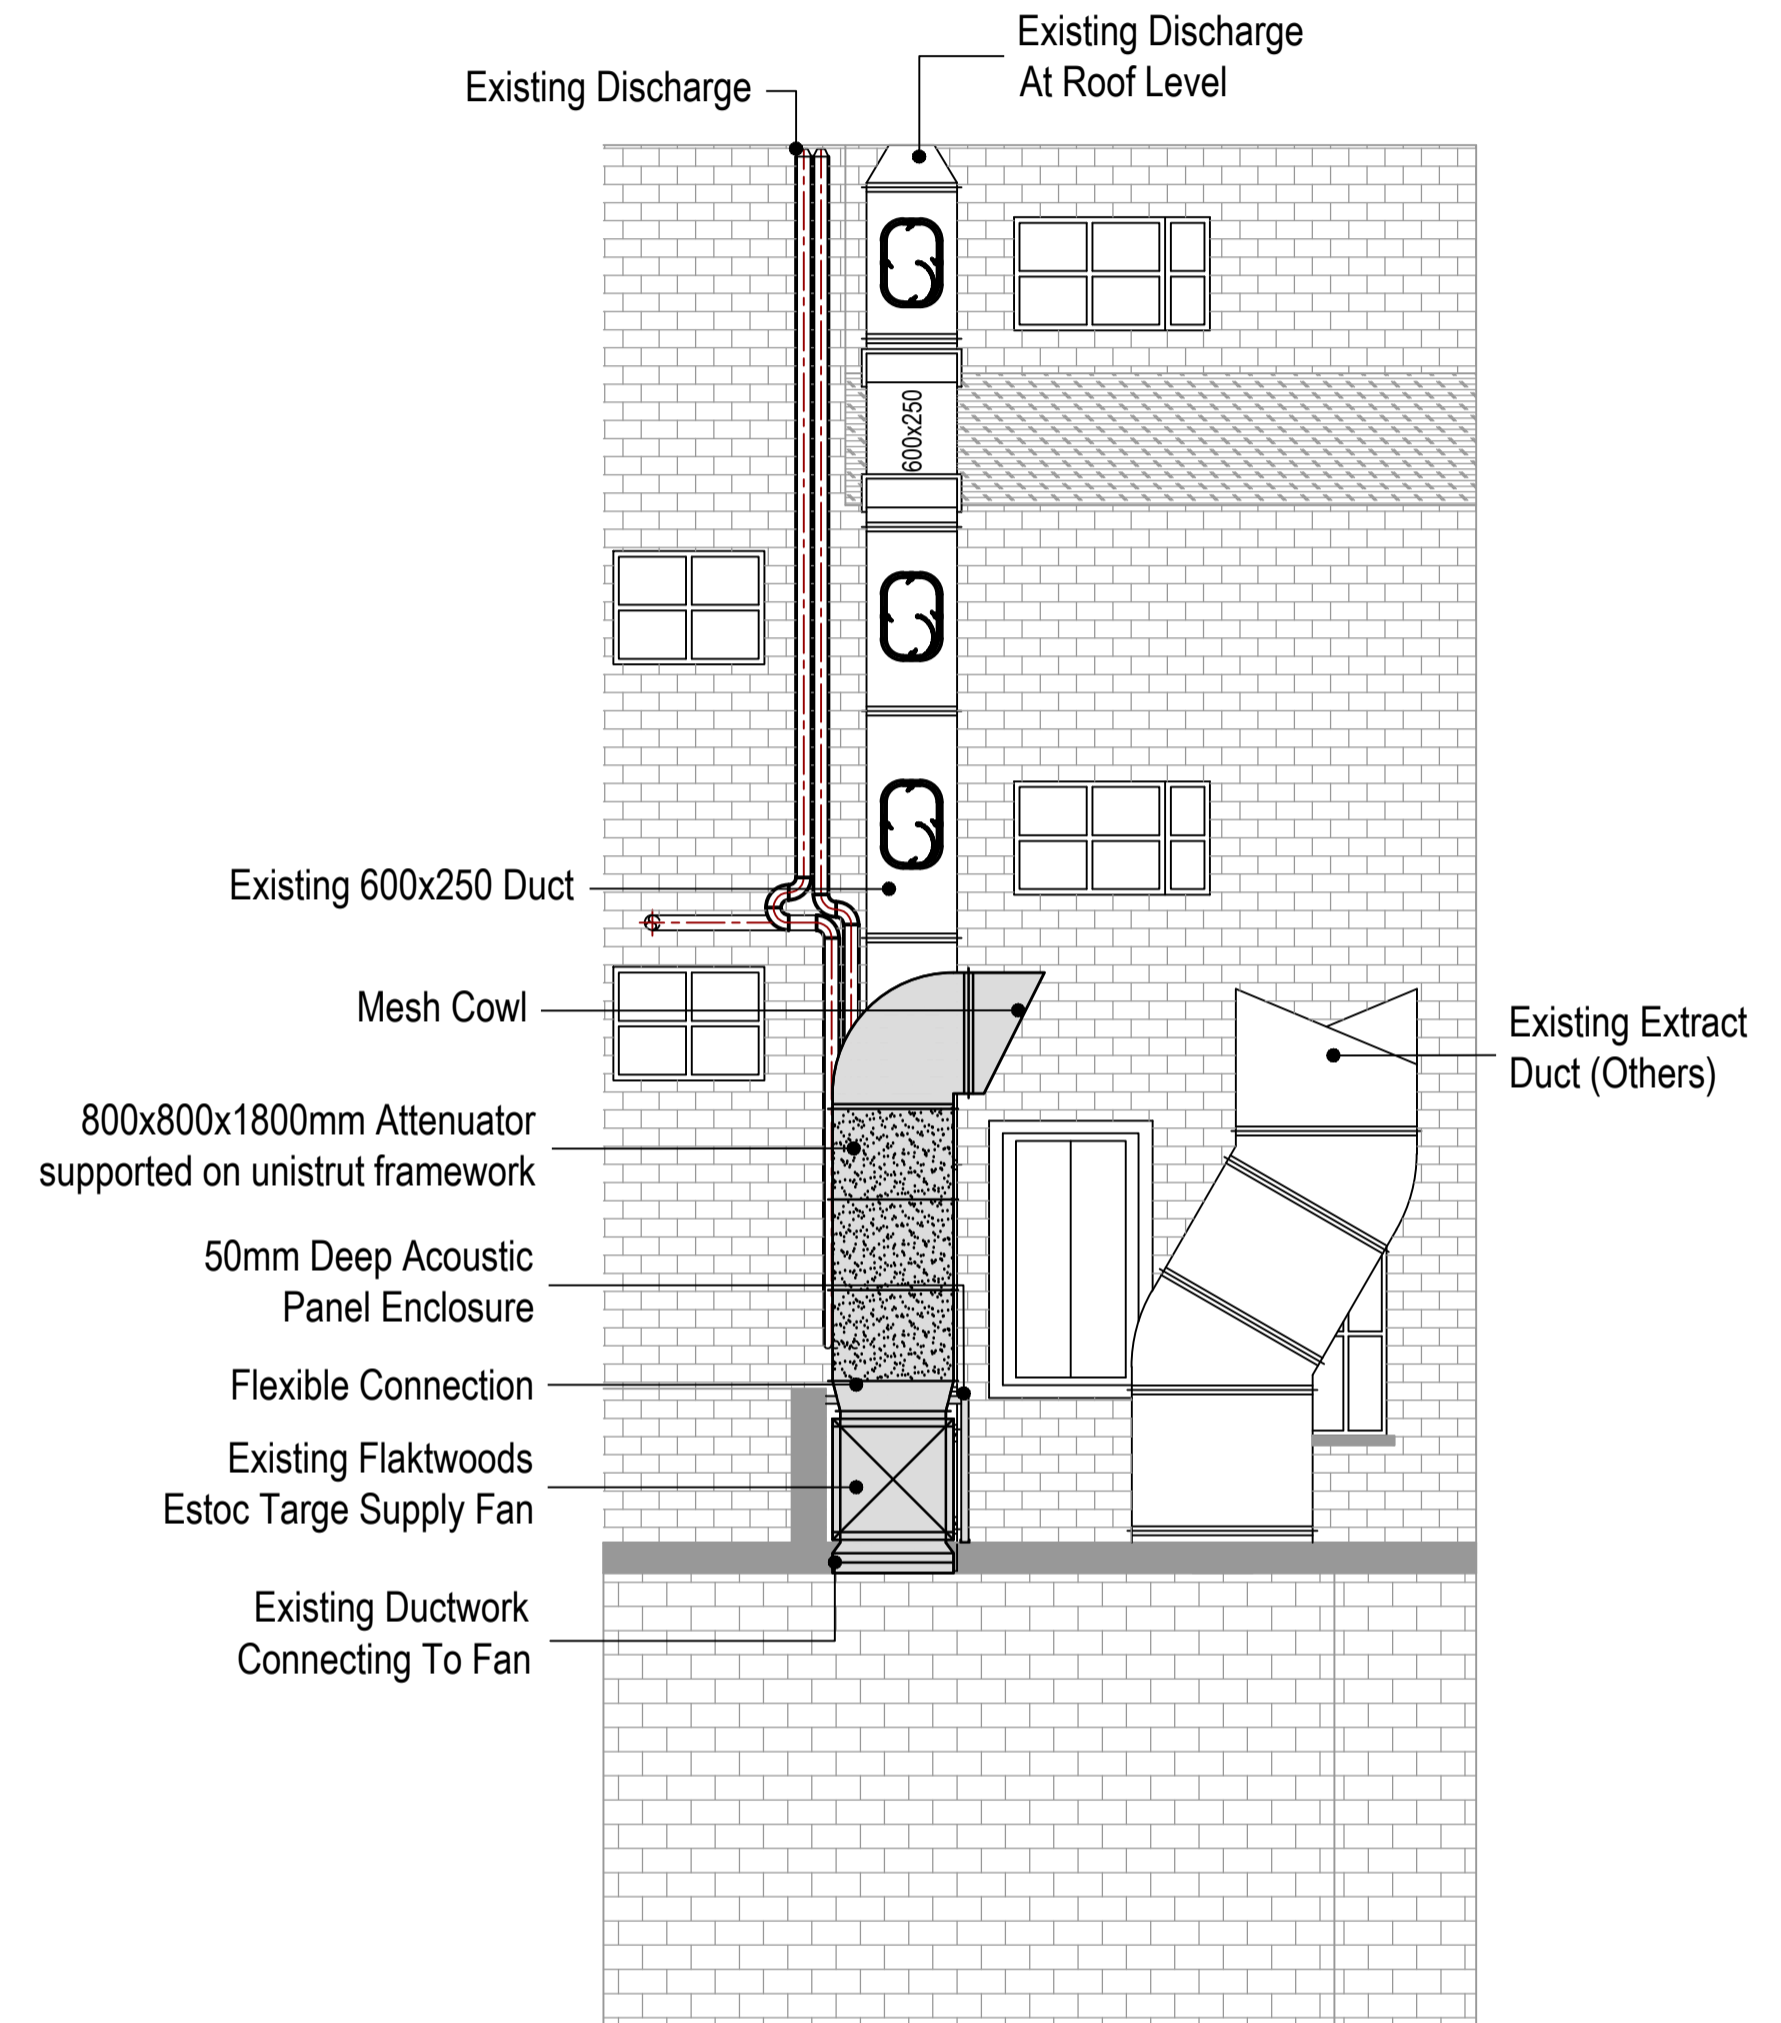 Existing Discharge
At Roof Level
Existing Discharge
600x250
Existing 600x250 Duct
Mesh Cowl
Existing Extract
Duct (Others)
800x800x1800mm Attenuator
supported on unistrut framework
50mm Deep Acoustic
Panel Enclosure
Flexible Connection
Existing Flaktwoods
Estoc Targe Supply Fan
Existing Ductwork
Connecting To Fan